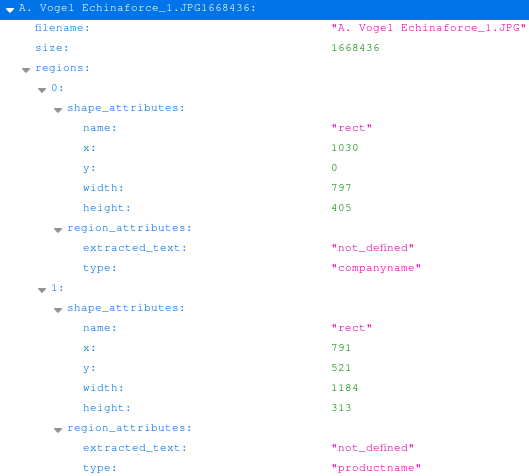 A. Vogel Echinaforce_1.JPG1668436:
filename: "A. Vogel Echinaforce_1.JPG"
size: 1668436
regions:
0:
shape_attributes:
name: "rect"
x: 1030
y: 0
width: 797
height: 405
region_attributes:
extracted_text: "not_defined"
type: "companyname"
1:
shape_attributes:
name: "rect"
x: 791
y: 521
width: 1184
height: 313
region_attributes:
extracted_text: "not_defined"
type: "productname"